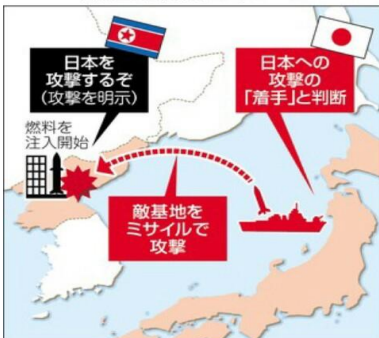 日本を
攻撃するぞ
(攻撃を明示)
日本への
攻撃の
「着手」と判断
燃料を
注入開始
敵基地を
ミサイルで
攻撃